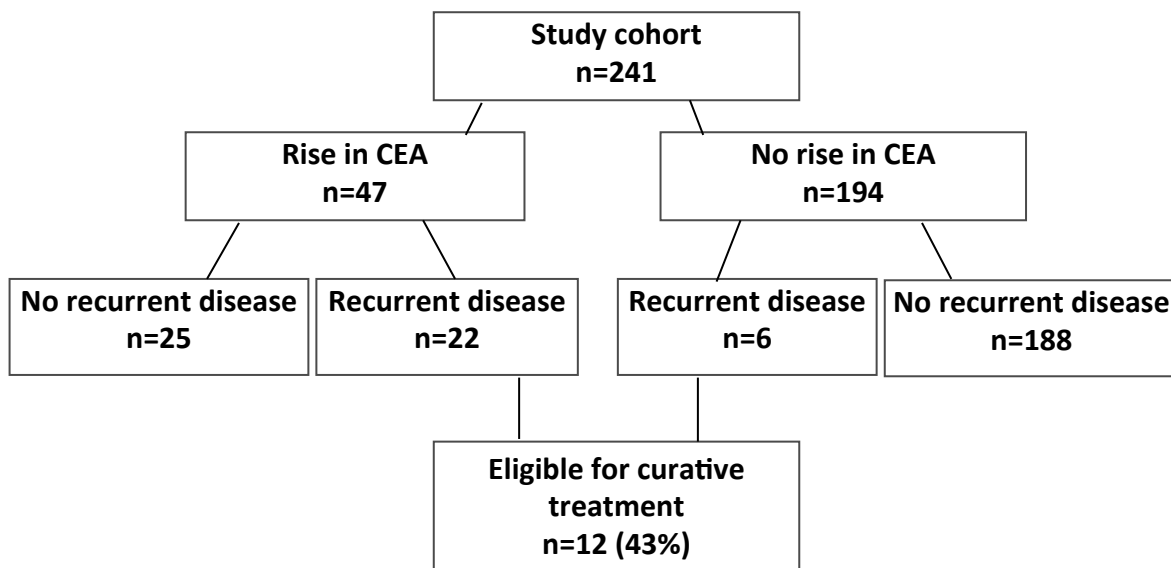 Study cohort
n=241
Rise in CEA
n=47
No rise in CEA
n=194
No recurrent disease
n=25
Recurrent disease
n=22
Recurrent disease
n=6
No recurrent disease
n=188
Eligible for curative
treatment
n=12 (43%)